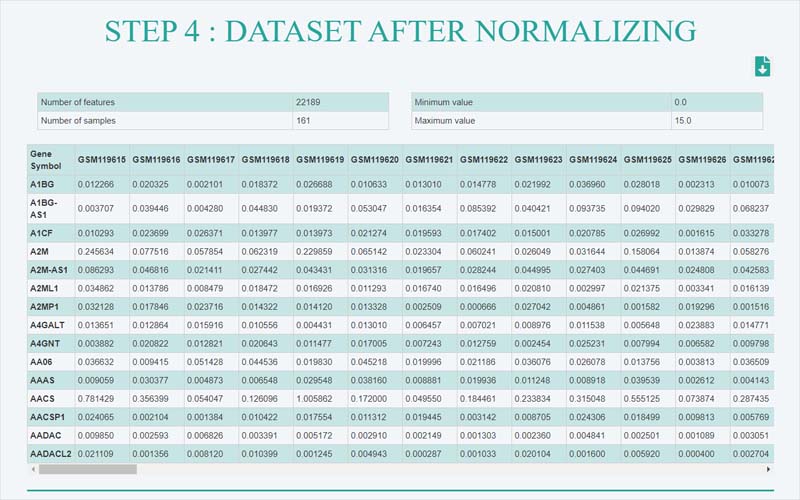 STEP 4 : DATASET AFTER NORMALIZING
Number of features 22189 Minimum value 0.0
Number of samples 161 Maximum value 15.0
Gene Symbol GSM119615 GSM119616 GSM119617 GSM119618 GSM119619 GSM119620 GSM119621 GSM119622 GSM119623 GSM119624 GSM119625 GSM119626 GSM11962
A1BG 0.012266 0.020325 0.002101 0.018372 0.026688 0.010633 0.013010 0.014778 0.021992 0.036960 0.028018 0.002313 0.010073
A1BG-AS1 0.003707 0.039446 0.004280 0.044830 0.019372 0.053047 0.016354 0.085392 0.040421 0.093735 0.094020 0.029829 0.068237
A1CF 0.010293 0.023699 0.026371 0.013977 0.013973 0.021274 0.019593 0.017402 0.015001 0.020785 0.026992 0.001615 0.033278
A2M 0.245634 0.077516 0.057854 0.062319 0.229859 0.065142 0.023304 0.060241 0.026049 0.031644 0.158064 0.013874 0.058276
A2M-AS1 0.086293 0.046816 0.021411 0.027442 0.043431 0.031316 0.019657 0.028244 0.044995 0.027403 0.044691 0.024808 0.042583
A2ML1 0.034862 0.013786 0.008479 0.018472 0.016926 0.011293 0.016740 0.016496 0.020810 0.002997 0.021375 0.003341 0.016139
A2MP1 0.032128 0.017846 0.023716 0.014322 0.014120 0.013328 0.002509 0.000666 0.027042 0.004861 0.001582 0.019296 0.001516
A4GALT 0.013651 0.012864 0.015916 0.010556 0.004431 0.013010 0.006457 0.007021 0.008976 0.011538 0.005648 0.023883 0.014771
A4GNT 0.003882 0.020822 0.012821 0.020643 0.011477 0.017005 0.007243 0.012759 0.002454 0.025231 0.007994 0.006582 0.009798
AA06 0.036632 0.009415 0.051428 0.044536 0.019830 0.045218 0.019996 0.021186 0.036076 0.026078 0.013756 0.003813 0.036509
AAAS 0.009059 0.030377 0.004873 0.006548 0.029548 0.038160 0.008881 0.019936 0.011248 0.008918 0.039539 0.002612 0.004143
AACS 0.781429 0.356399 0.054047 0.126096 1.005862 0.172000 0.049550 0.184461 0.233834 0.315048 0.555125 0.073874 0.287435
AACSP1 0.024065 0.002104 0.001384 0.010422 0.017554 0.011312 0.019445 0.003142 0.008705 0.024306 0.018499 0.009813 0.005769
AADAC 0.009850 0.002593 0.006826 0.003391 0.005172 0.002910 0.002149 0.001303 0.002360 0.004841 0.002501 0.001089 0.003051
AADACL2 0.021109 0.001356 0.008120 0.010399 0.001245 0.004943 0.000287 0.001033 0.020104 0.001600 0.005920 0.000400 0.002704